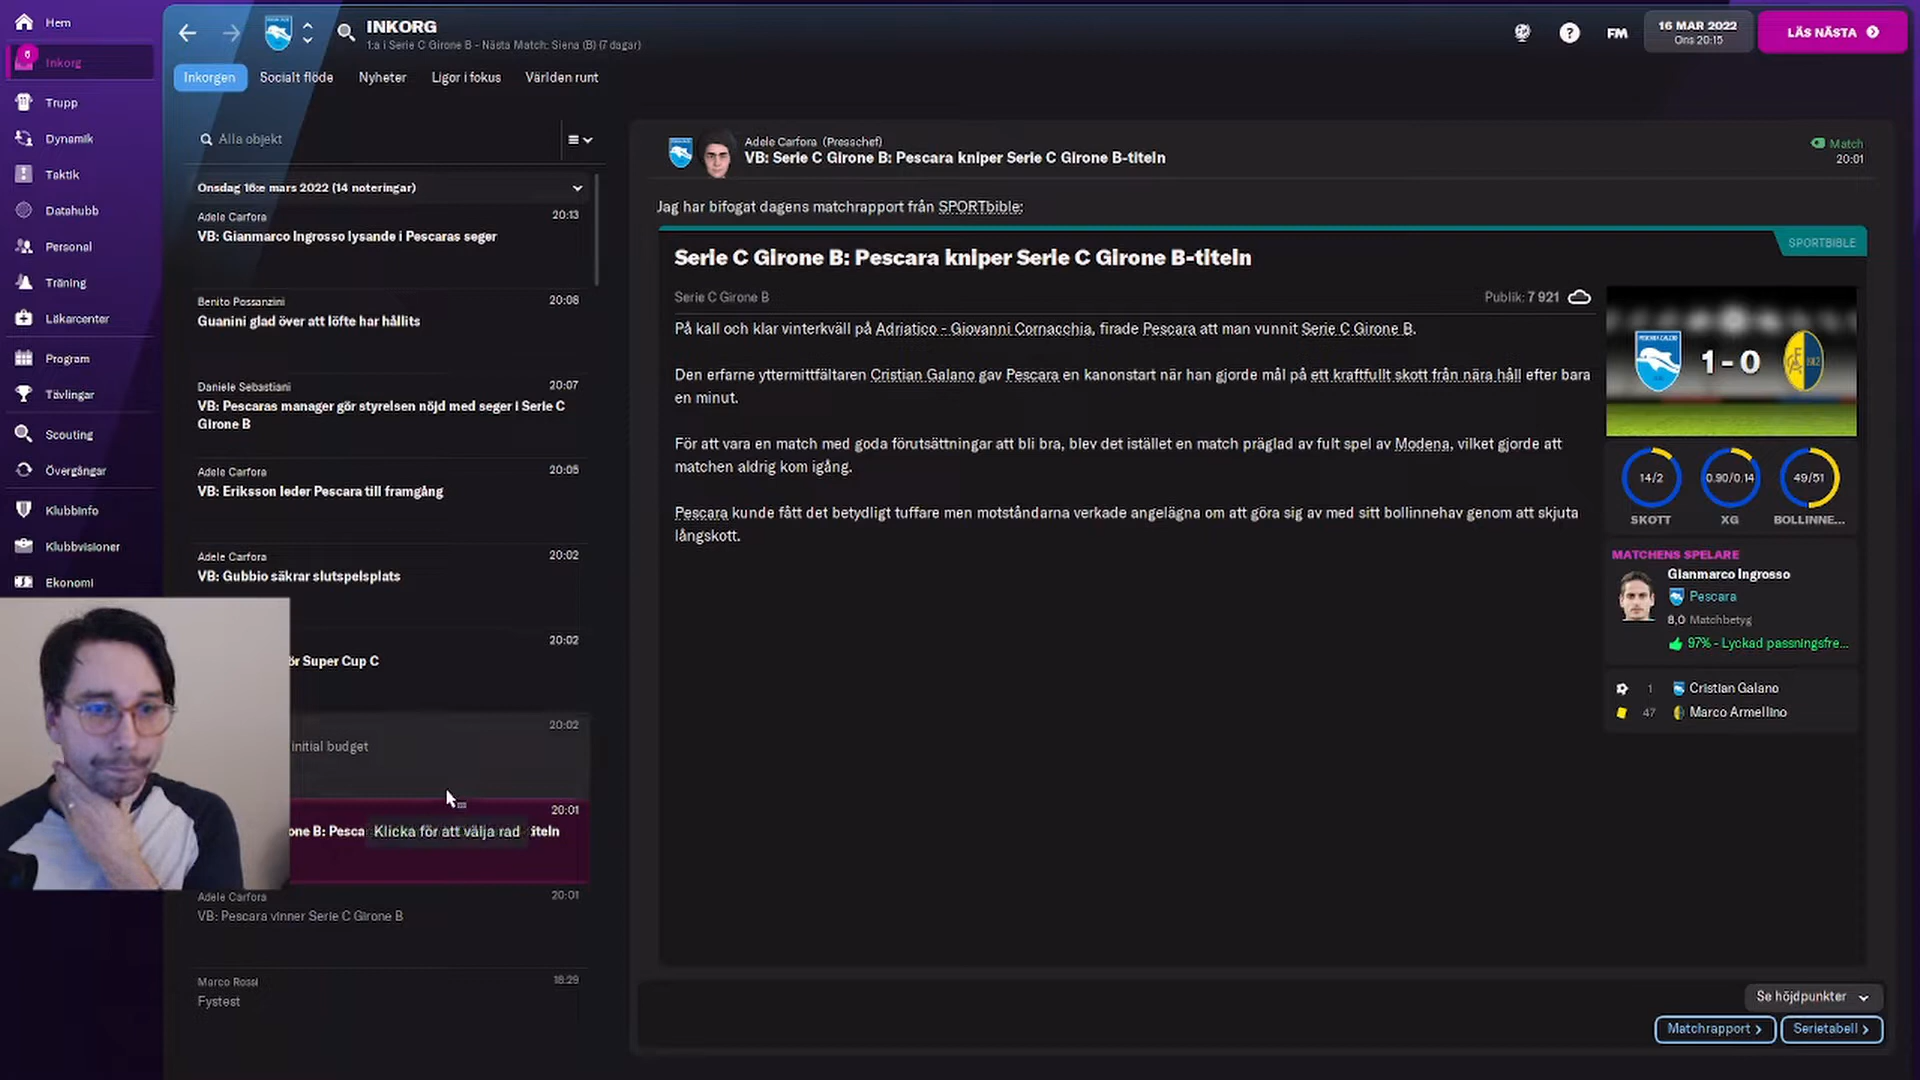 Hem
6
Inkorg
Trupp
Dynamik
Taktik
Datahubb
Personal
Träning
Läkarcenter
Program
Tävlingar
Scouting
Övergångar
Klubbinfo
Klubbvisioner
Ekonomi
INKORG
1:a i Serie C Girone B - Nästa Match: Siena (B) (7 dagar)
?
FM
16 MAR 2022
Ons 20:15
LÄS NÄSTA
Inkorgen
Socialt flöde
Nyheter
Ligor i fokus
Världen runt
Alla objekt
Onsdag 16:e mars 2022 (14 noteringar)
Adele Carfora
20:13
VB: Gianmarco Ingrosso lysande i Pescaras seger
Benito Possanzini
20:08
Guanini glad över att löfte har hållits
Daniele Sebastiani
20:07
VB: Pescaras manager gör styrelsen nöjd med seger i Serie C
Girone B
Adele Carfora
20:05
VB: Eriksson leder Pescara till framgång
Adele Carfora
20:02
VB: Gubbio säkrar slutspelsplats
20:02
ör Super Cup C
20:02
initial budget
20:01
one B: Pesca
Klicka för att välja rad
iteln
Adele Carfora
20:01
VB: Pescara vinner Serie C Girone B
Marco Rossi
18:29
Fystest
Adele Carfora (Presschef)
VB: Serie C Girone B: Pescara kniper Serie C Girone B-titeln
Match
20:01
Jag har bifogat dagens matchrapport från SPORTbible:
SPORTBIBLE
Serie C Girone B: Pescara kniper Serie C Girone B-titeln
Serie C Girone B
Publik: 7 921
På kall och klar vinterkväll på Adriatico - Giovanni Cornacchia, firade Pescara att man vunnit Serie C Girone B.
Den erfarne yttermittfältaren Cristian Galano gav Pescara en kanonstart när han gjorde mål på ett kraftfullt skott från nära håll efter bara
en minut.
För att vara en match med goda förutsättningar att bli bra, blev det istället en match präglad av fult spel av Modena, vilket gjorde att
matchen aldrig kom igång.
Pescara kunde fått det betydligt tuffare men motståndarna verkade angelägna om att göra sig av med sitt bollinnehav genom att skjuta
långskott.
1 - 0
14/2
0.90/0.14
49/51
SKOTT
XG
BOLLINNE...
MATCHENS SPELARE
Gianmarco Ingrosso
Pescara
8,0 Matchbetyg
97% - Lyckad passningsfre...
1 Cristian Galano
47 Marco Armellino
Se höjdpunkter
Matchrapport
Serietabell